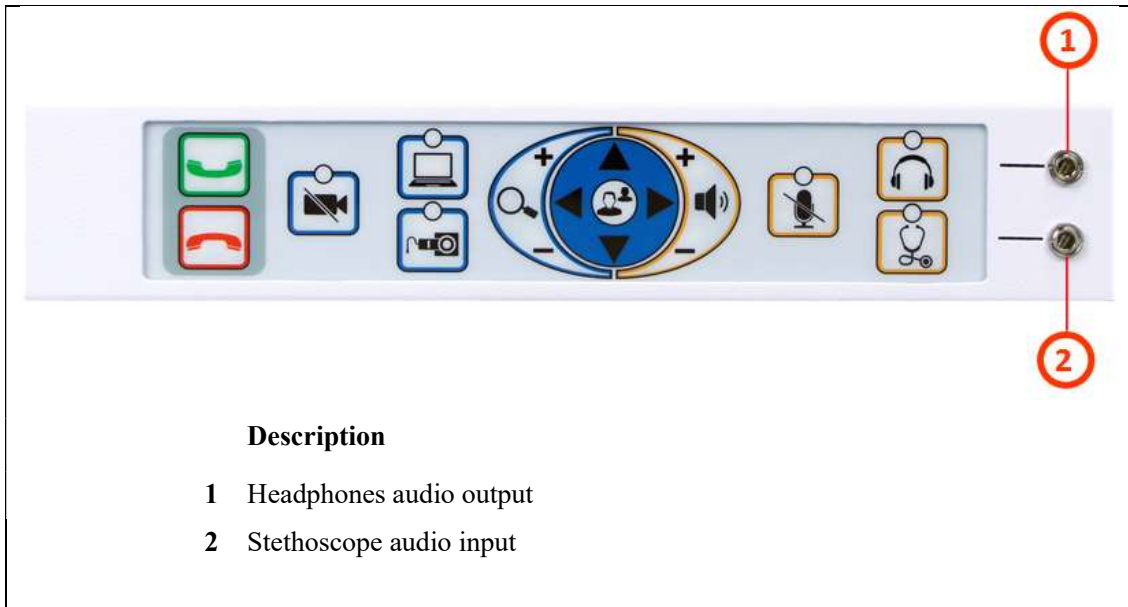 1
+ +
- -
2
Description
1 Headphones audio output
2 Stethoscope audio input